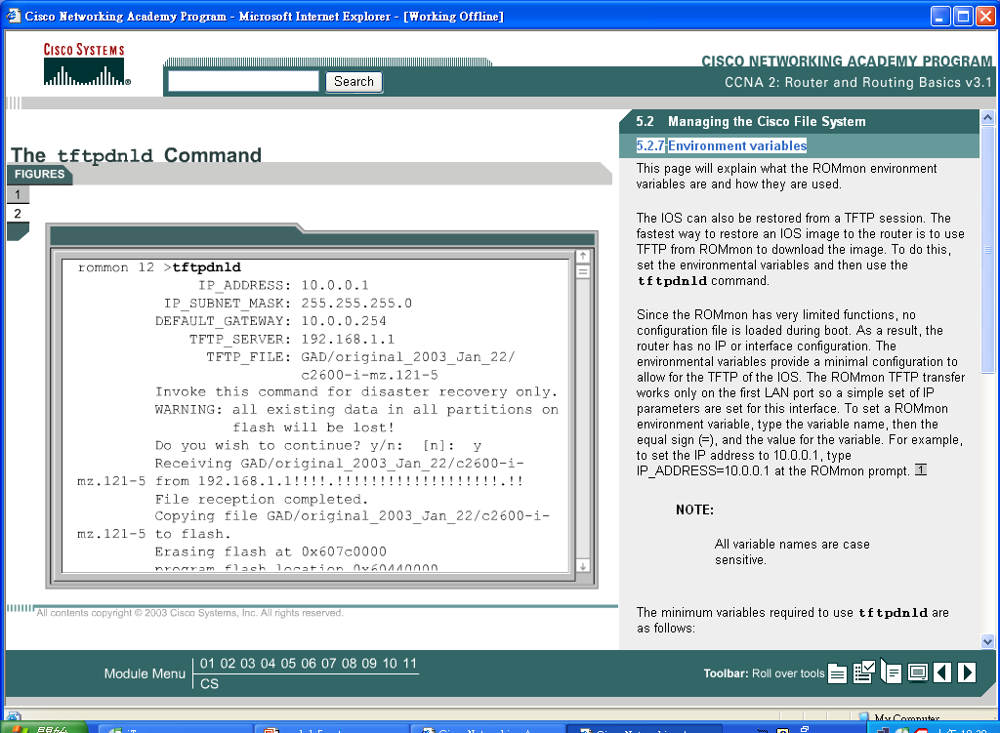 Cisco Networking Academy Program - Microsoft Internet Explorer - [Working Offline]
CISCO SYSTEMS
®
Search
CISCO NETWORKING ACADEMY PROGRAM
CCNA 2: Router and Routing Basics v3.1
The tftpdnld Command
FIGURES
1
2
rommon 12 >tftpdnld
IP_ADDRESS: 10.0.0.1
IP_SUBNET_MASK: 255.255.255.0
DEFAULT_GATEWAY: 10.0.0.254
TFTP_SERVER: 192.168.1.1
TFTP_FILE: GAD/original_2003_Jan_22/
c2600-i-mz.121-5
Invoke this command for disaster recovery only.
WARNING: all existing data in all partitions on
flash will be lost!
Do you wish to continue? y/n:  [n]:  y
Receiving GAD/original_2003_Jan_22/c2600-i-
mz.121-5 from 192.168.1.1!!!!!.!!!!!!!!!!!!!!!!!!!.!!
File reception completed.
Copying file GAD/original_2003_Jan_22/c2600-i-
mz.121-5 to flash.
Erasing flash at 0x607c0000
program flash location 0x60440000
5.2 Managing the Cisco File System
5.2.7 Environment variables
This page will explain what the ROMmon environment
variables are and how they are used.
The IOS can also be restored from a TFTP session. The
fastest way to restore an IOS image to the router is to use
TFTP from ROMmon to download the image. To do this,
set the environmental variables and then use the
tftpdnld command.
Since the ROMmon has very limited functions, no
configuration file is loaded during boot. As a result, the
router has no IP or interface configuration. The
environmental variables provide a minimal configuration to
allow for the TFTP of the IOS. The ROMmon TFTP transfer
works only on the first LAN port so a simple set of IP
parameters are set for this interface. To set a ROMmon
environment variable, type the variable name, then the
equal sign (=), and the value for the variable. For example,
to set the IP address to 10.0.0.1, type
IP_ADDRESS=10.0.0.1 at the ROMmon prompt. 1
NOTE:
All variable names are case
sensitive.
The minimum variables required to use tftpdnld are
as follows:
All contents copyright © 2003 Cisco Systems, Inc. All rights reserved.
Module Menu
01 02 03 04 05 06 07 08 09 10 11
CS
Toolbar: Roll over tools
My Computer